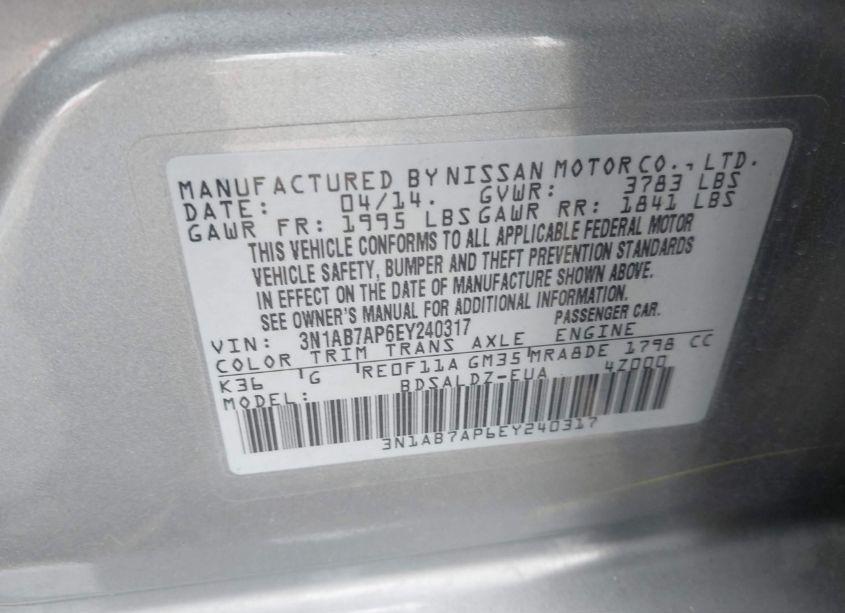 MANUFACTURED BY NISSAN MOTOR CO., LTD.
DATE: 04/14. GVWR: 3783 LBS
GAWR FR: 1995 LBS GAWR RR: 1841 LBS
THIS VEHICLE CONFORMS TO ALL APPLICABLE FEDERAL MOTOR
VEHICLE SAFETY, BUMPER AND THEFT PREVENTION STANDARDS
IN EFFECT ON THE DATE OF MANUFACTURE SHOWN ABOVE.
SEE OWNER'S MANUAL FOR ADDITIONAL INFORMATION.
VIN: 3N1AB7AP6EY240317 PASSENGER CAR.
COLOR TRIM TRANS AXLE ENGINE
K36 G RE0F11A GM35 MRA8DE 1798 CC
MODEL: BDSALDZ-EUA 4Z000
3N1AB7AP6EY240317